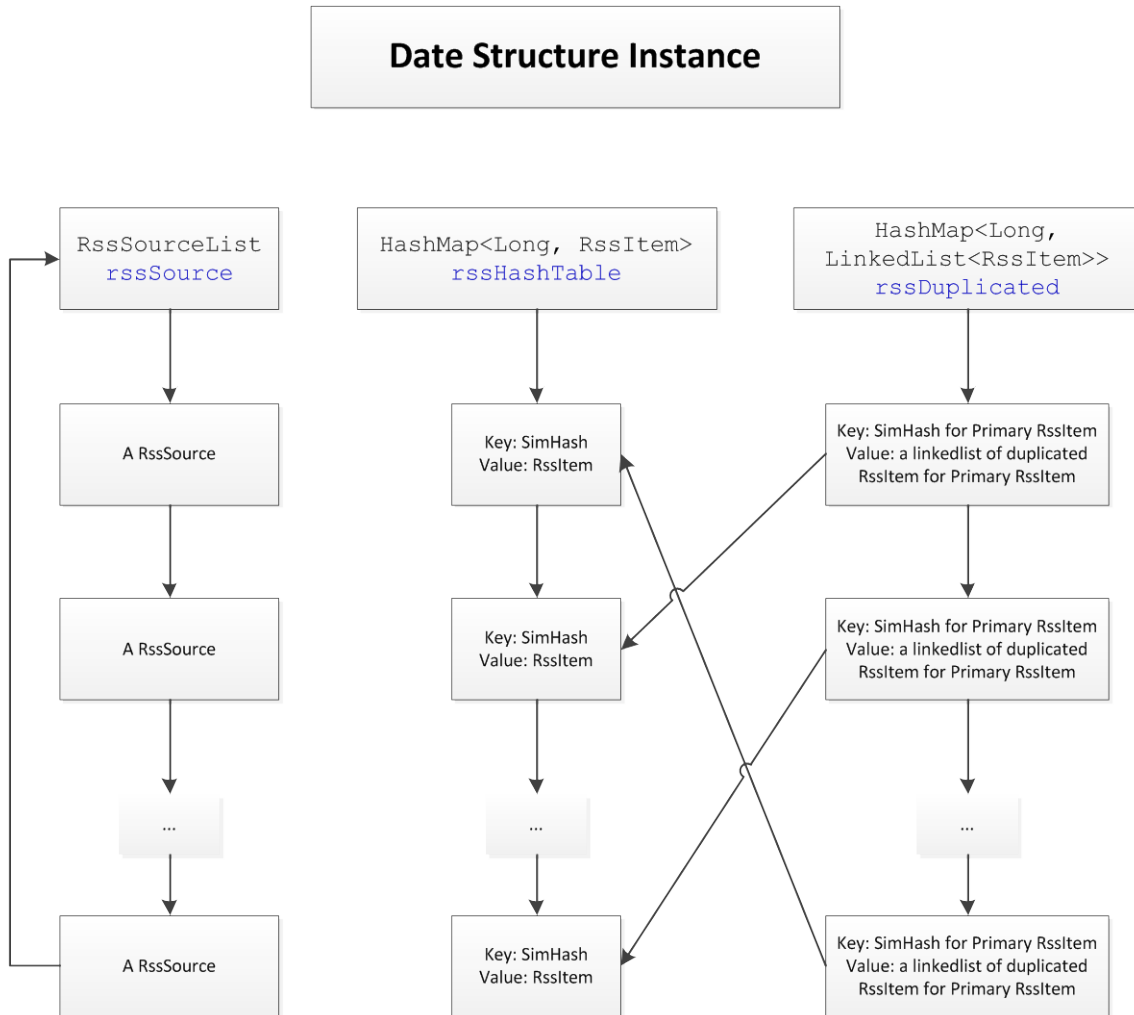 Date Structure Instance
RssSourceList
rssSource
HashMap<Long, RssItem>
rssHashTable
HashMap<Long,
LinkedList<RssItem>>
rssDuplicated
A RssSource
Key: SimHash
Value: RssItem
Key: SimHash for Primary RssItem
Value: a linkedlist of duplicated
RssItem for Primary RssItem
A RssSource
Key: SimHash
Value: RssItem
Key: SimHash for Primary RssItem
Value: a linkedlist of duplicated
RssItem for Primary RssItem
...
...
...
A RssSource
Key: SimHash
Value: RssItem
Key: SimHash for Primary RssItem
Value: a linkedlist of duplicated
RssItem for Primary RssItem